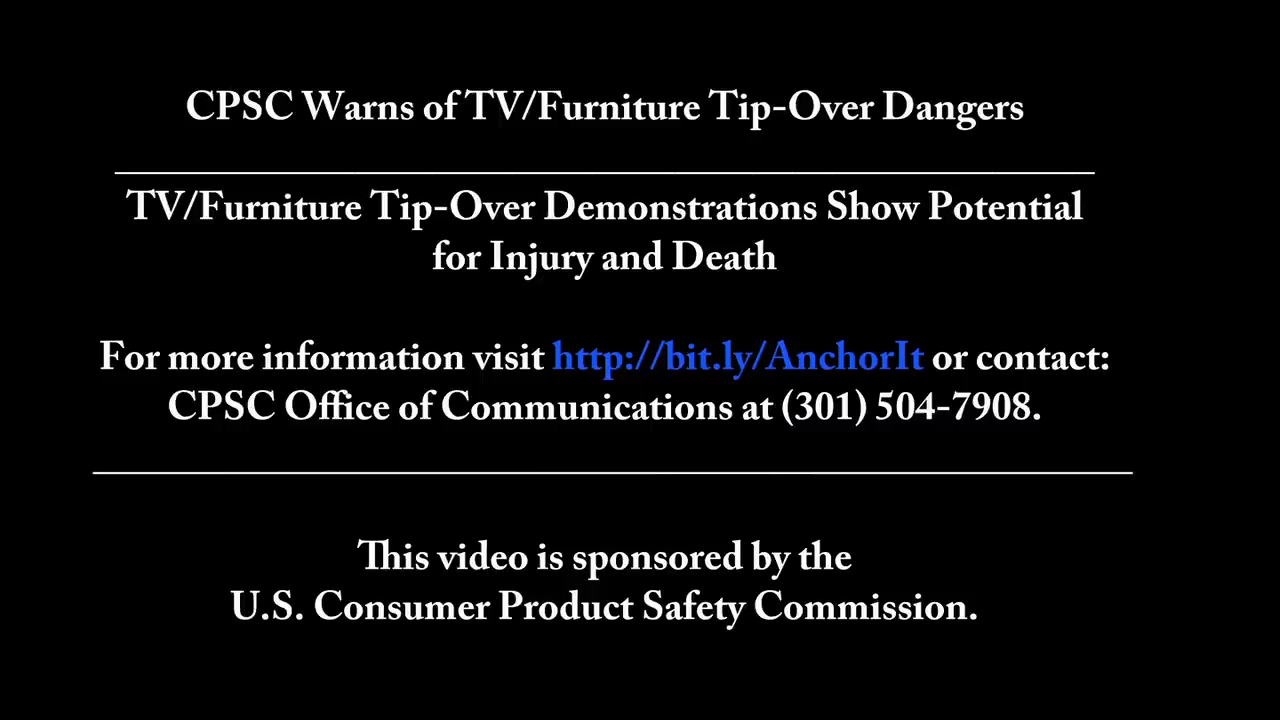 CPSC Warns of TV/Furniture Tip-Over Dangers
TV/Furniture Tip-Over Demonstrations Show Potential
for Injury and Death
For more information visit http://bit.ly/AnchorIt or contact:
CPSC Office of Communications at (301) 504-7908.
This video is sponsored by the
U.S. Consumer Product Safety Commission.